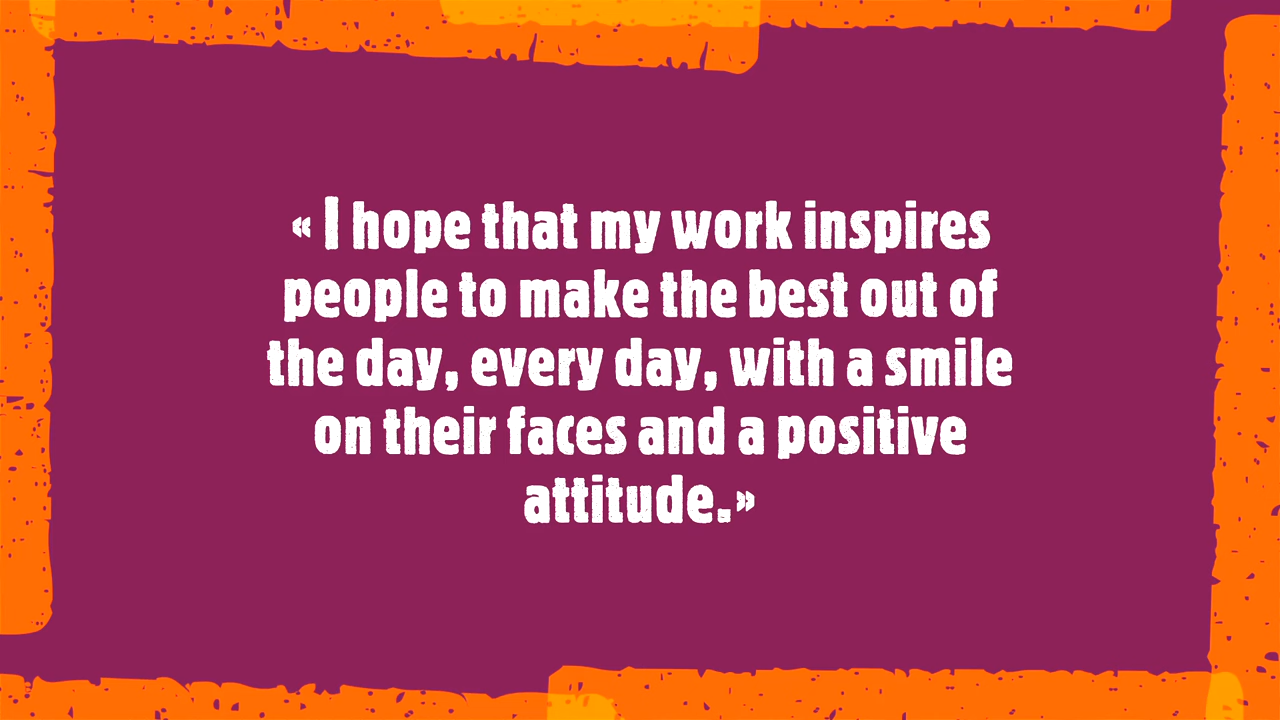 « I hope that my work inspires
people to make the best out of
the day, every day, with a smile
on their faces and a positive
attitude.»